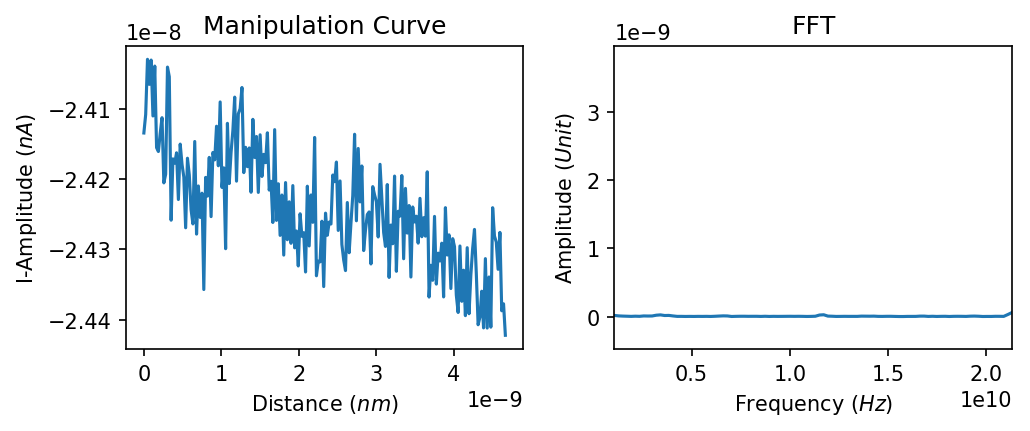 Manipulation Curve
1e−8
I-Amplitude (nA)
−2.41
−2.42
−2.43
−2.44
0 1 2 3 4
1e−9
Distance (nm)
FFT
1e−9
Amplitude (Unit)
3
2
1
0
0.5 1.0 1.5 2.0
1e10
Frequency (Hz)